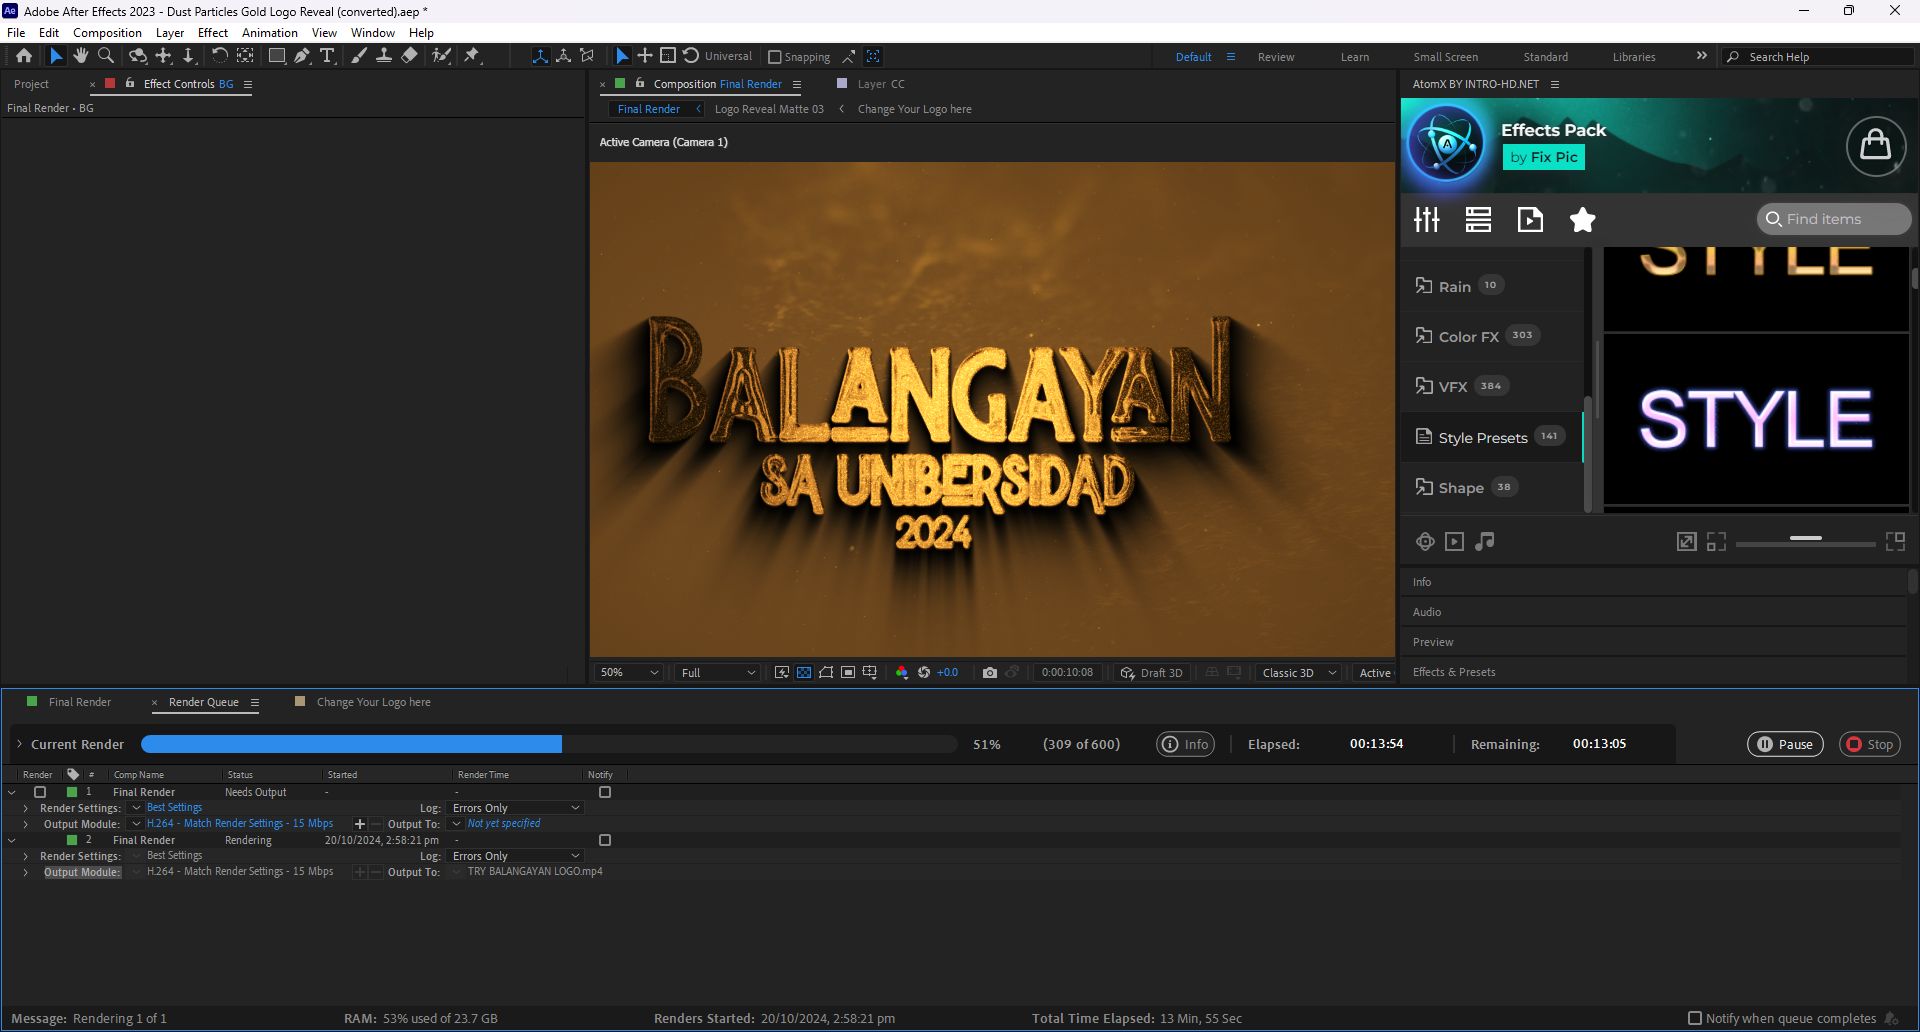 Ae Adobe After Effects 2023 - Dust Particles Gold Logo Reveal (converted).aep *
File Edit Composition Layer Effect Animation View Window Help
Universal Snapping Default Review Learn Small Screen Standard Libraries Search Help
Project Effect Controls BG
Final Render • BG
Composition Final Render Layer CC
Final Render Logo Reveal Matte 03 Change Your Logo here
Active Camera (Camera 1)
BALANGAYAN
SA UNIBERSIDAD
2024
50% Full +0.0 0:00:10:08 Draft 3D Classic 3D Active
AtomX BY INTRO-HD.NET
A
Effects Pack
by Fix Pic
Find items
Rain 10
Color FX 303
VFX 384
Style Presets 141
Shape 38
STYLE
STYLE
Info
Audio
Preview
Effects & Presets
Final Render Render Queue Change Your Logo here
Current Render 51% (309 of 600) Info Elapsed: 00:13:54 Remaining: 00:13:05 Pause Stop
Render # Comp Name Status Started Render Time Notify
1 Final Render Needs Output - -
Render Settings: Best Settings Log: Errors Only
Output Module: H.264 - Match Render Settings - 15 Mbps Output To: Not yet specified
2 Final Render Rendering 20/10/2024, 2:58:21 pm -
Render Settings: Best Settings Log: Errors Only
Output Module: H.264 - Match Render Settings - 15 Mbps Output To: TRY BALANGAYAN LOGO.mp4
Message: Rendering 1 of 1 RAM: 53% used of 23.7 GB Renders Started: 20/10/2024, 2:58:21 pm Total Time Elapsed: 13 Min, 55 Sec Notify when queue completes